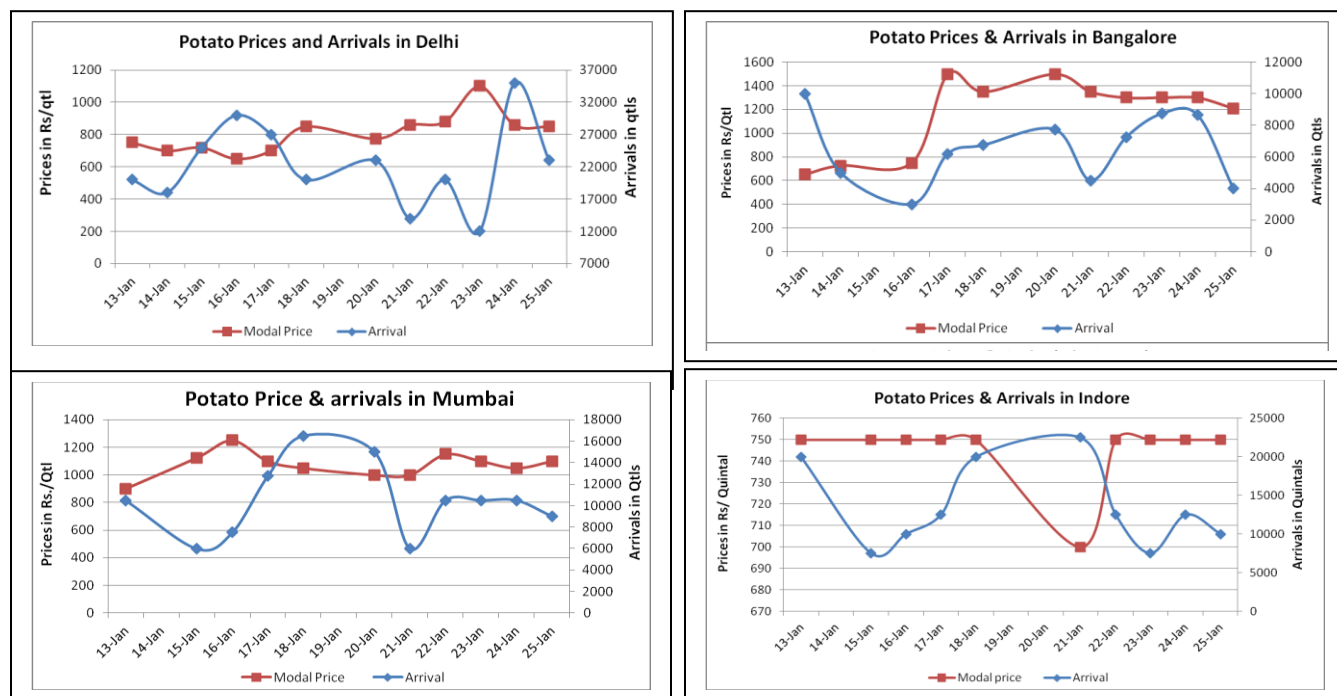 Potato Prices and Arrivals in Delhi
Prices in Rs/qtl
1200
1000
800
600
400
200
0
37000
32000
27000
22000
17000
12000
7000
Arrivals in qtls
13-Jan
14-Jan
15-Jan
16-Jan
17-Jan
18-Jan
19-Jan
20-Jan
21-Jan
22-Jan
23-Jan
24-Jan
25-Jan
Modal Price
Arrival
Potato Prices & Arrivals in Bangalore
Prices in Rs/Qtl
1600
1400
1200
1000
800
600
400
200
0
12000
10000
8000
6000
4000
2000
0
Arrivals in Qtls
13-Jan
14-Jan
15-Jan
16-Jan
17-Jan
18-Jan
19-Jan
20-Jan
21-Jan
22-Jan
23-Jan
24-Jan
25-Jan
Modal Price
Arrival
Potato Price & arrivals in Mumbai
Prices in Rs./Qtl
1400
1200
1000
800
600
400
200
0
18000
16000
14000
12000
10000
8000
6000
4000
2000
0
Arrivals in Qtls
13-Jan
14-Jan
15-Jan
16-Jan
17-Jan
18-Jan
19-Jan
20-Jan
21-Jan
22-Jan
23-Jan
24-Jan
25-Jan
Modal Price
Arrival
Potato Prices & Arrivals in Indore
Prices in Rs/ Quintal
760
750
740
730
720
710
700
690
680
670
25000
20000
15000
10000
5000
0
Arrivals in Quintals
13-Jan
14-Jan
15-Jan
16-Jan
17-Jan
18-Jan
19-Jan
20-Jan
21-Jan
22-Jan
23-Jan
24-Jan
25-Jan
Modal Price
Arrival